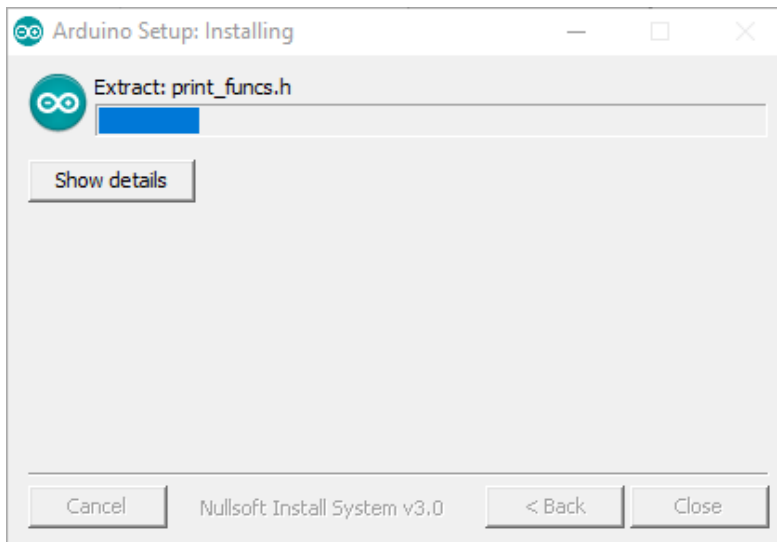 Arduino Setup: Installing
Extract: print_funcs.h
Show details
Cancel Nullsoft Install System v3.0 < Back Close